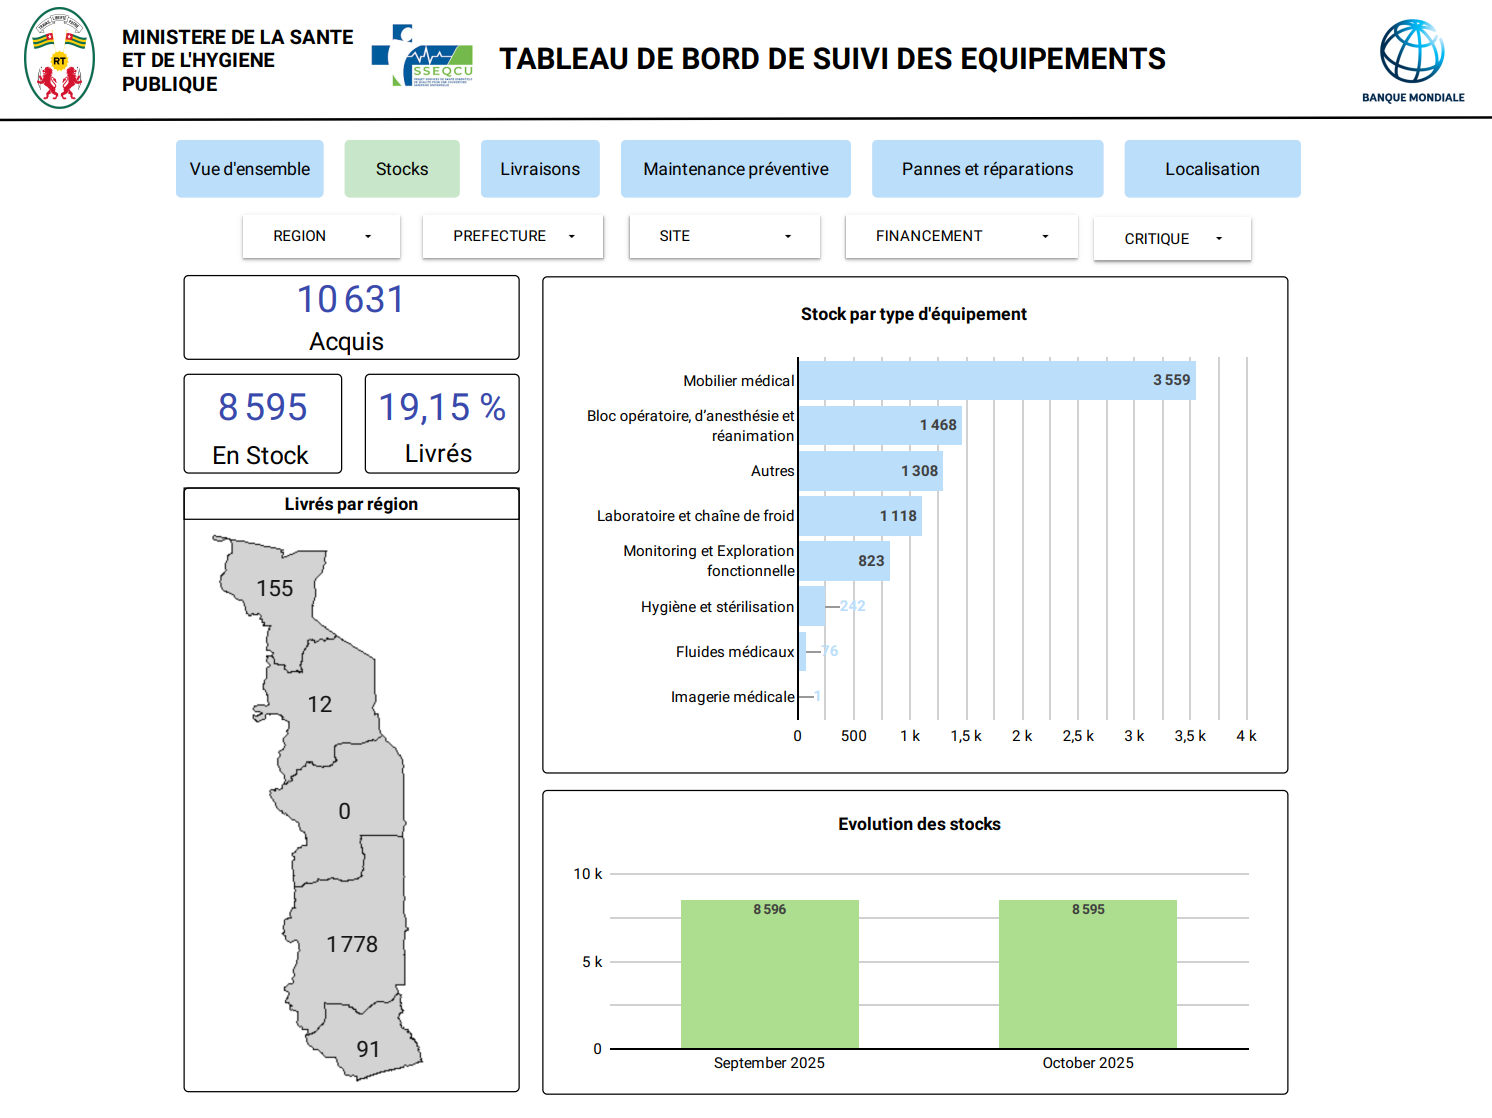 MINISTERE DE LA SANTE
ET DE L'HYGIENE
PUBLIQUE
RT
SSEQCU
TABLEAU DE BORD DE SUIVI DES EQUIPEMENTS
BANQUE MONDIALE
Vue d'ensemble
Stocks
Livraisons
Maintenance préventive
Pannes et réparations
Localisation
REGION
PREFECTURE
SITE
FINANCEMENT
CRITIQUE
10 631
Acquis
8 595
En Stock
19,15 %
Livrés
Livrés par région
155
12
0
1 778
91
Stock par type d'équipement
Mobilier médical
3 559
Bloc opératoire, d’anesthésie et
réanimation
1 468
Autres
1 308
Laboratoire et chaîne de froid
1 118
Monitoring et Exploration
fonctionnelle
823
Hygiène et stérilisation
242
Fluides médicaux
76
Imagerie médicale
1
0 500 1 k 1,5 k 2 k 2,5 k 3 k 3,5 k 4 k
Evolution des stocks
10 k
5 k
0
8 596
8 595
September 2025
October 2025